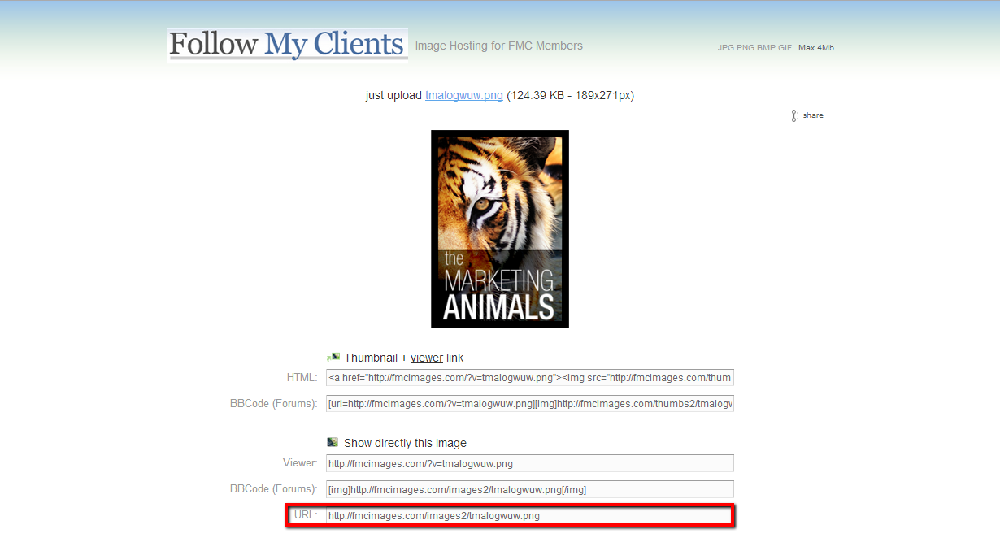 Follow My Clients Image Hosting for FMC Members JPG PNG BMP GIF Max.4Mb
just upload tmalogwuw.png (124.39 KB - 189x271px)
share
the
MARKETING
ANIMALS
Thumbnail + viewer link
HTML: <a href="http://fmcimages.com/?v=tmalogwuw.png"><img src="http://fmcimages.com/thum
BBCode (Forums): [url=http://fmcimages.com/?v=tmalogwuw.png][img]http://fmcimages.com/thumbs2/tmalogw
Show directly this image
Viewer: http://fmcimages.com/?v=tmalogwuw.png
BBCode (Forums): [img]http://fmcimages.com/images2/tmalogwuw.png[/img]
URL: http://fmcimages.com/images2/tmalogwuw.png